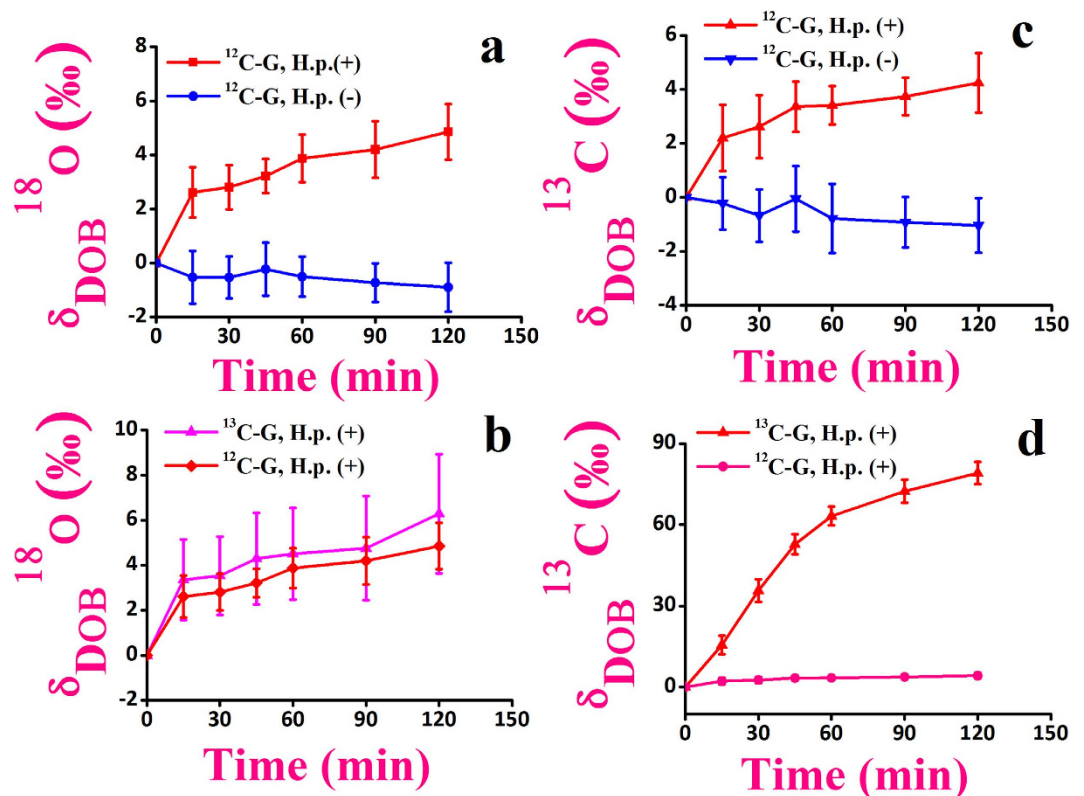 a
¹²C-G, H.p.(+)
¹²C-G, H.p. (-)
δDOB ¹⁸O (‰)
8
6
4
2
0
-2
0 30 60 90 120 150
Time (min)
c
¹²C-G, H.p. (+)
¹²C-G, H.p. (-)
δDOB ¹³C (‰)
6
4
2
0
-2
-4
0 30 60 90 120 150
Time (min)
b
¹³C-G, H.p. (+)
¹²C-G, H.p. (+)
δDOB ¹⁸O (‰)
10
8
6
4
2
0
-2
0 30 60 90 120 150
Time (min)
d
¹³C-G, H.p. (+)
¹²C-G, H.p. (+)
δDOB ¹³C (‰)
90
60
30
0
0 30 60 90 120 150
Time (min)